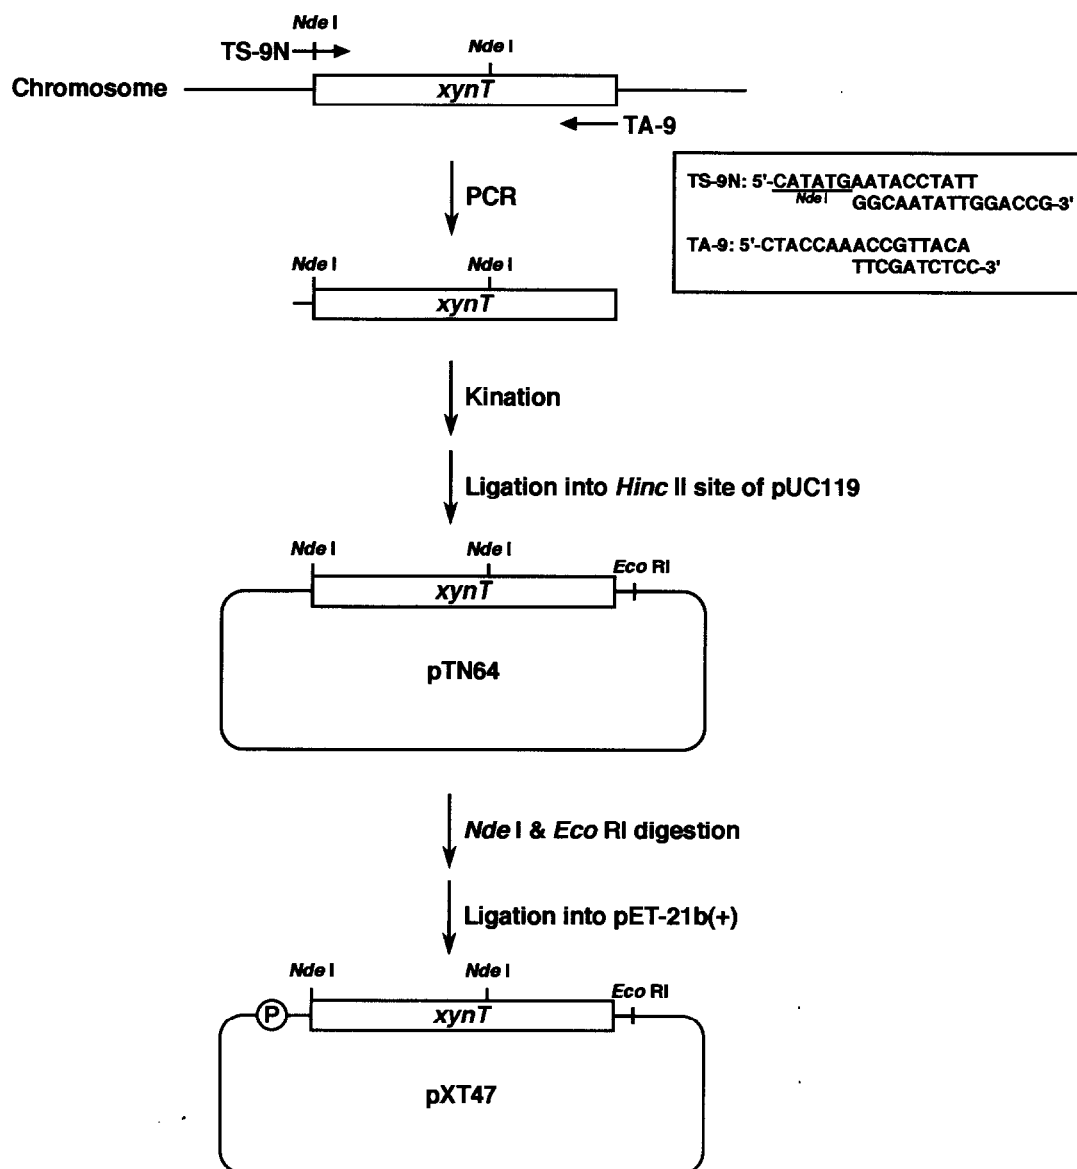 Nde I
TS-9N
Nde I
Chromosome
xynT
TA-9
TS-9N: 5'-CATATGAATACCTATT
Nde I
GGCAATATTGGACCG-3'
TA-9: 5'-CTACCAAACCGTTACA
TTCGATCTCC-3'
PCR
Nde I
Nde I
xynT
Kination
Ligation into Hinc II site of pUC119
Nde I
Nde I
Eco RI
xynT
pTN64
Nde I & Eco RI digestion
Ligation into pET-21b(+)
Nde I
Nde I
Eco RI
P
xynT
pXT47